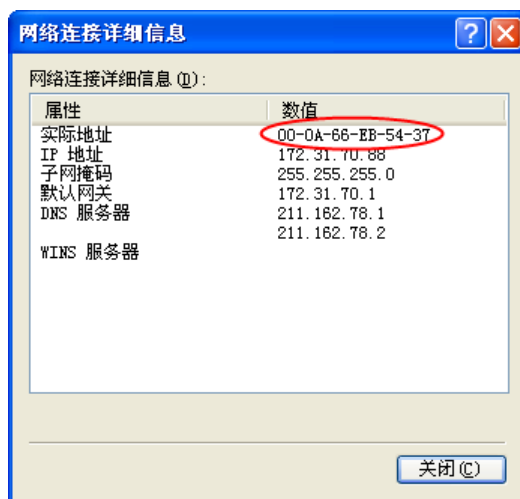 网络连接详细信息
网络连接详细信息(D):
属性 数值
实际地址 00-0A-66-EB-54-37
IP 地址 172.31.70.88
子网掩码 255.255.255.0
默认网关 172.31.70.1
DNS 服务器 211.162.78.1
211.162.78.2
WINS 服务器
关闭(C)